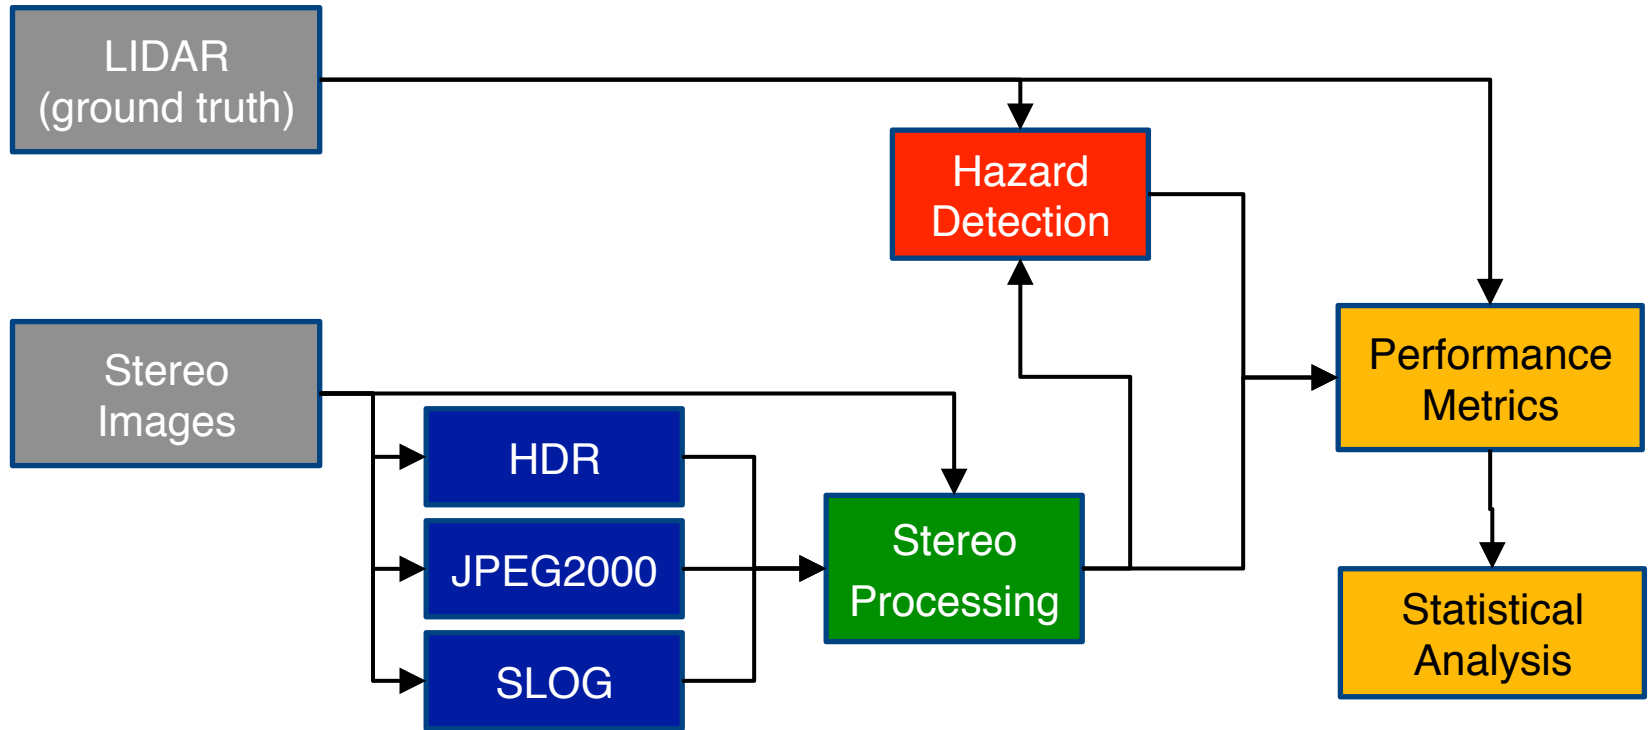 LIDAR
(ground truth)
Hazard
Detection
Stereo
Images
Performance
Metrics
HDR
JPEG2000
SLOG
Stereo
Processing
Statistical
Analysis